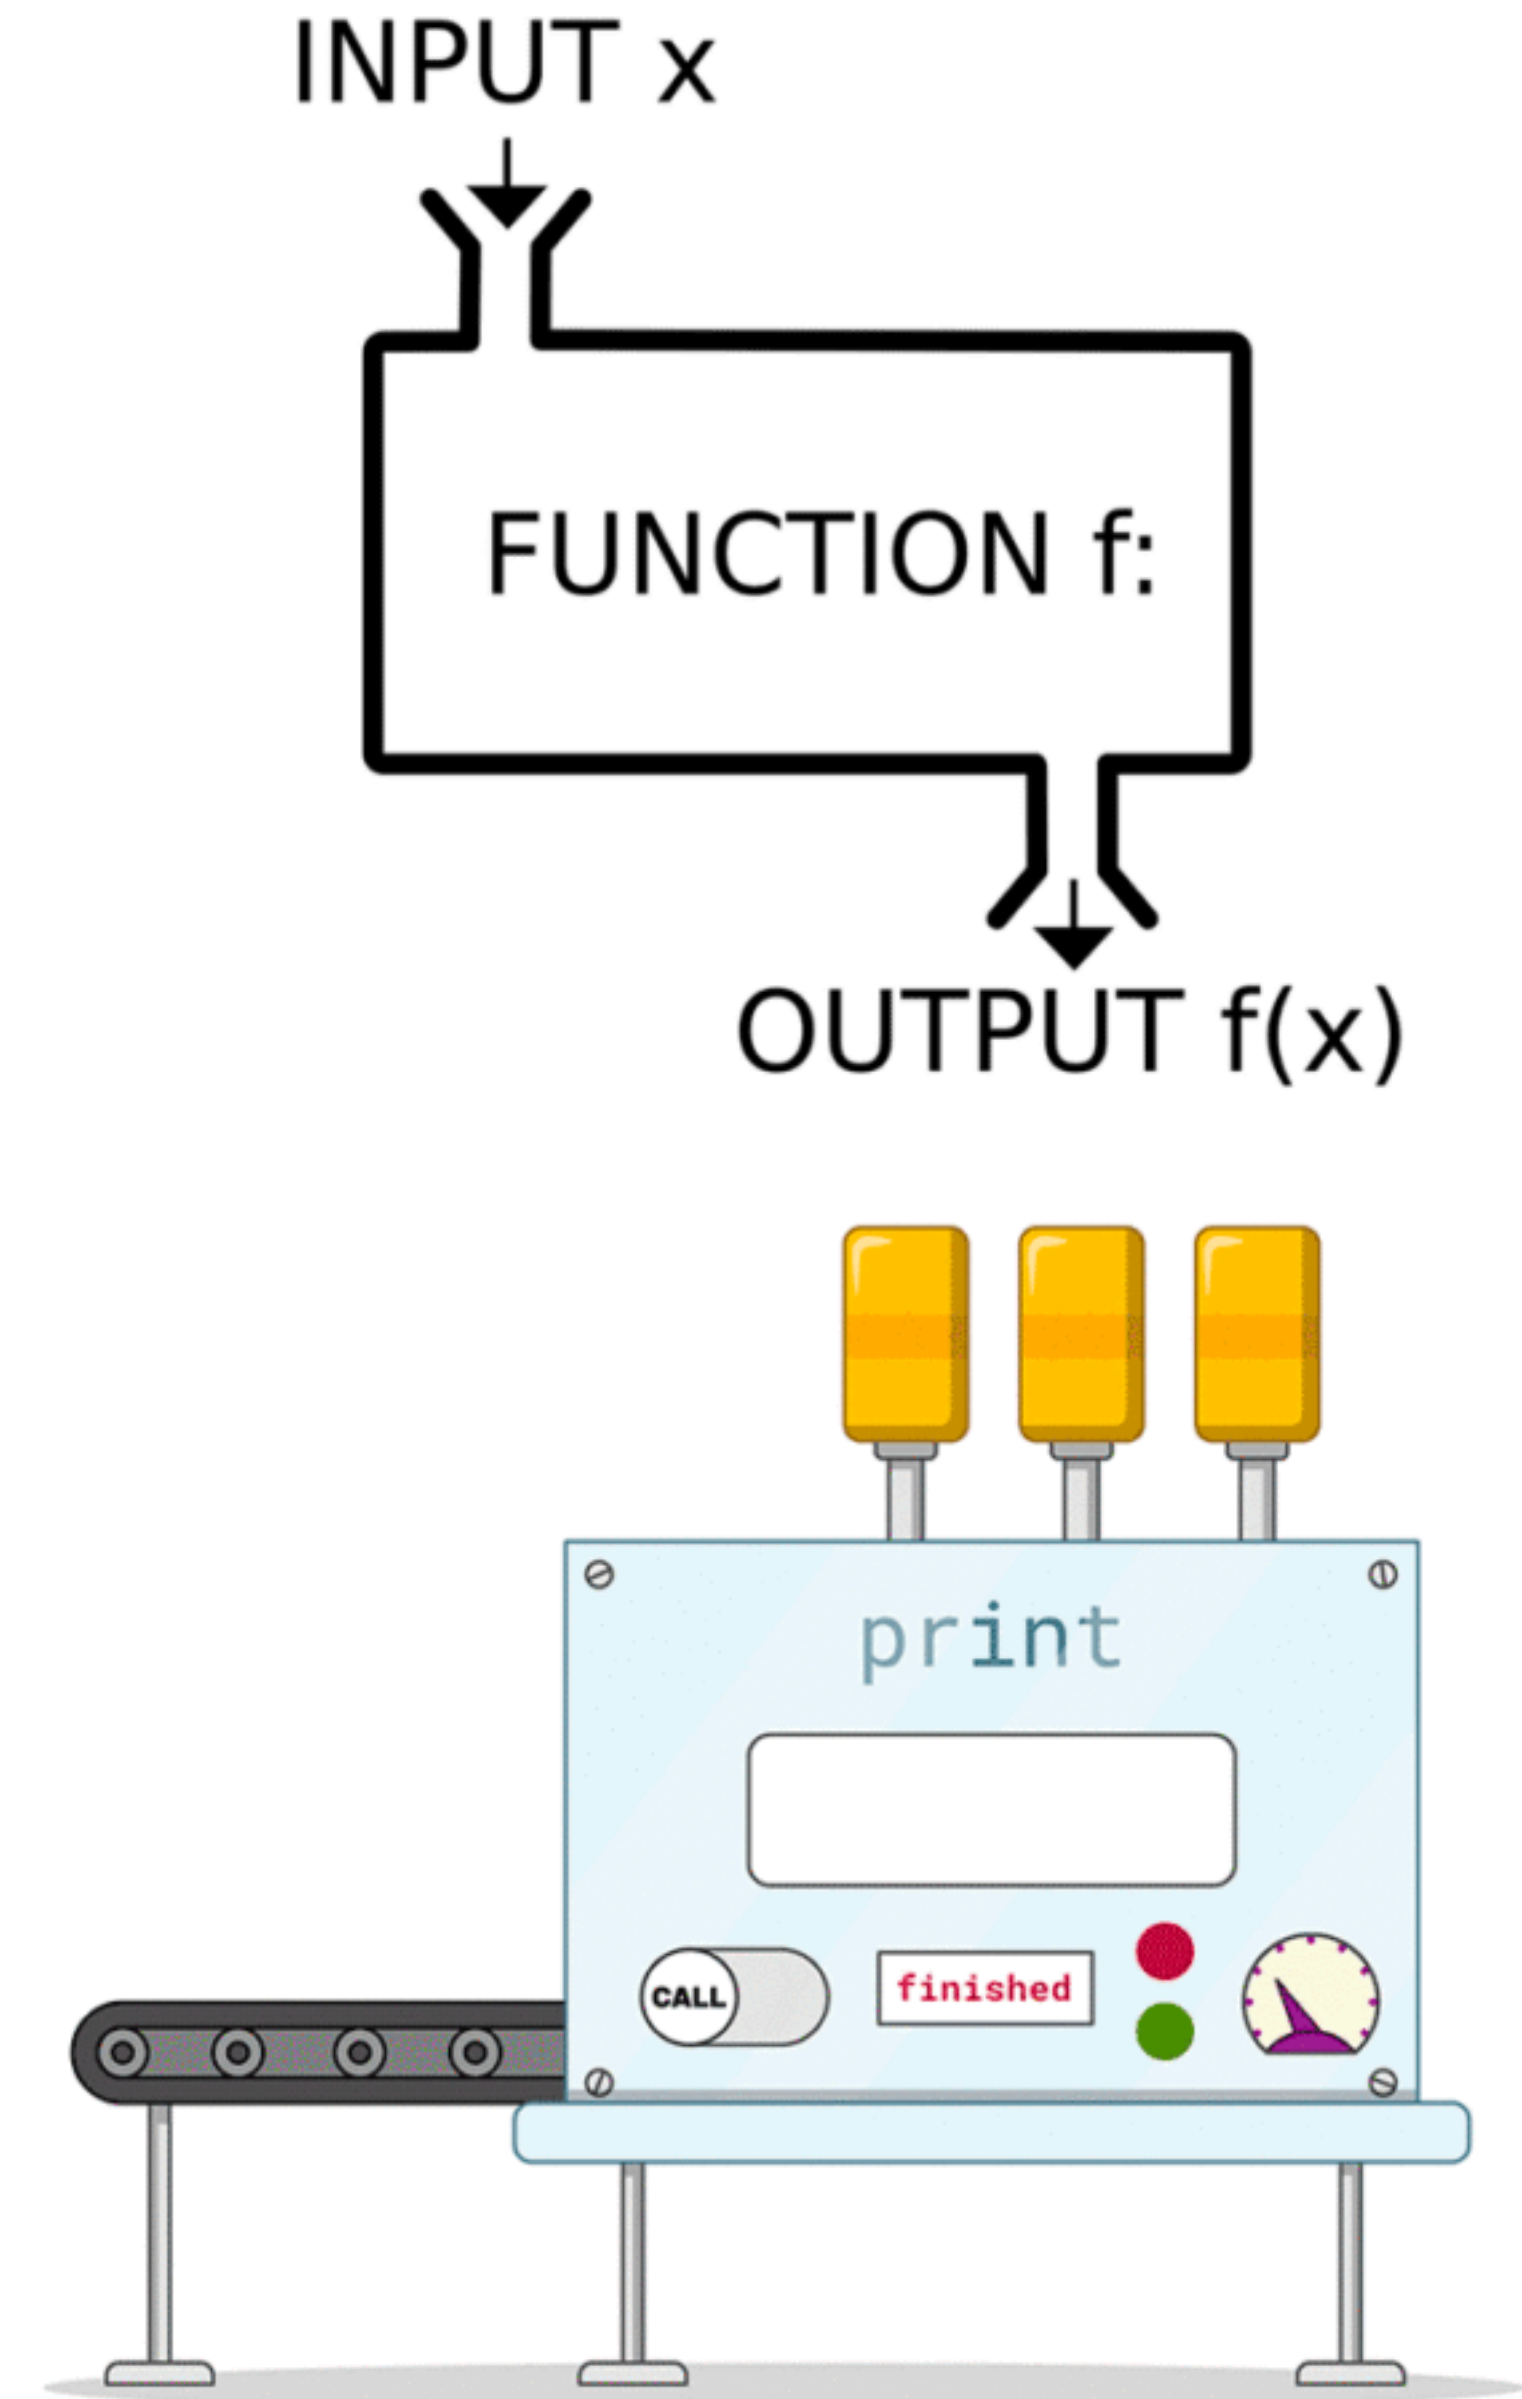 INPUT x
FUNCTION f:
OUTPUT f(x)
print
CALL
finished